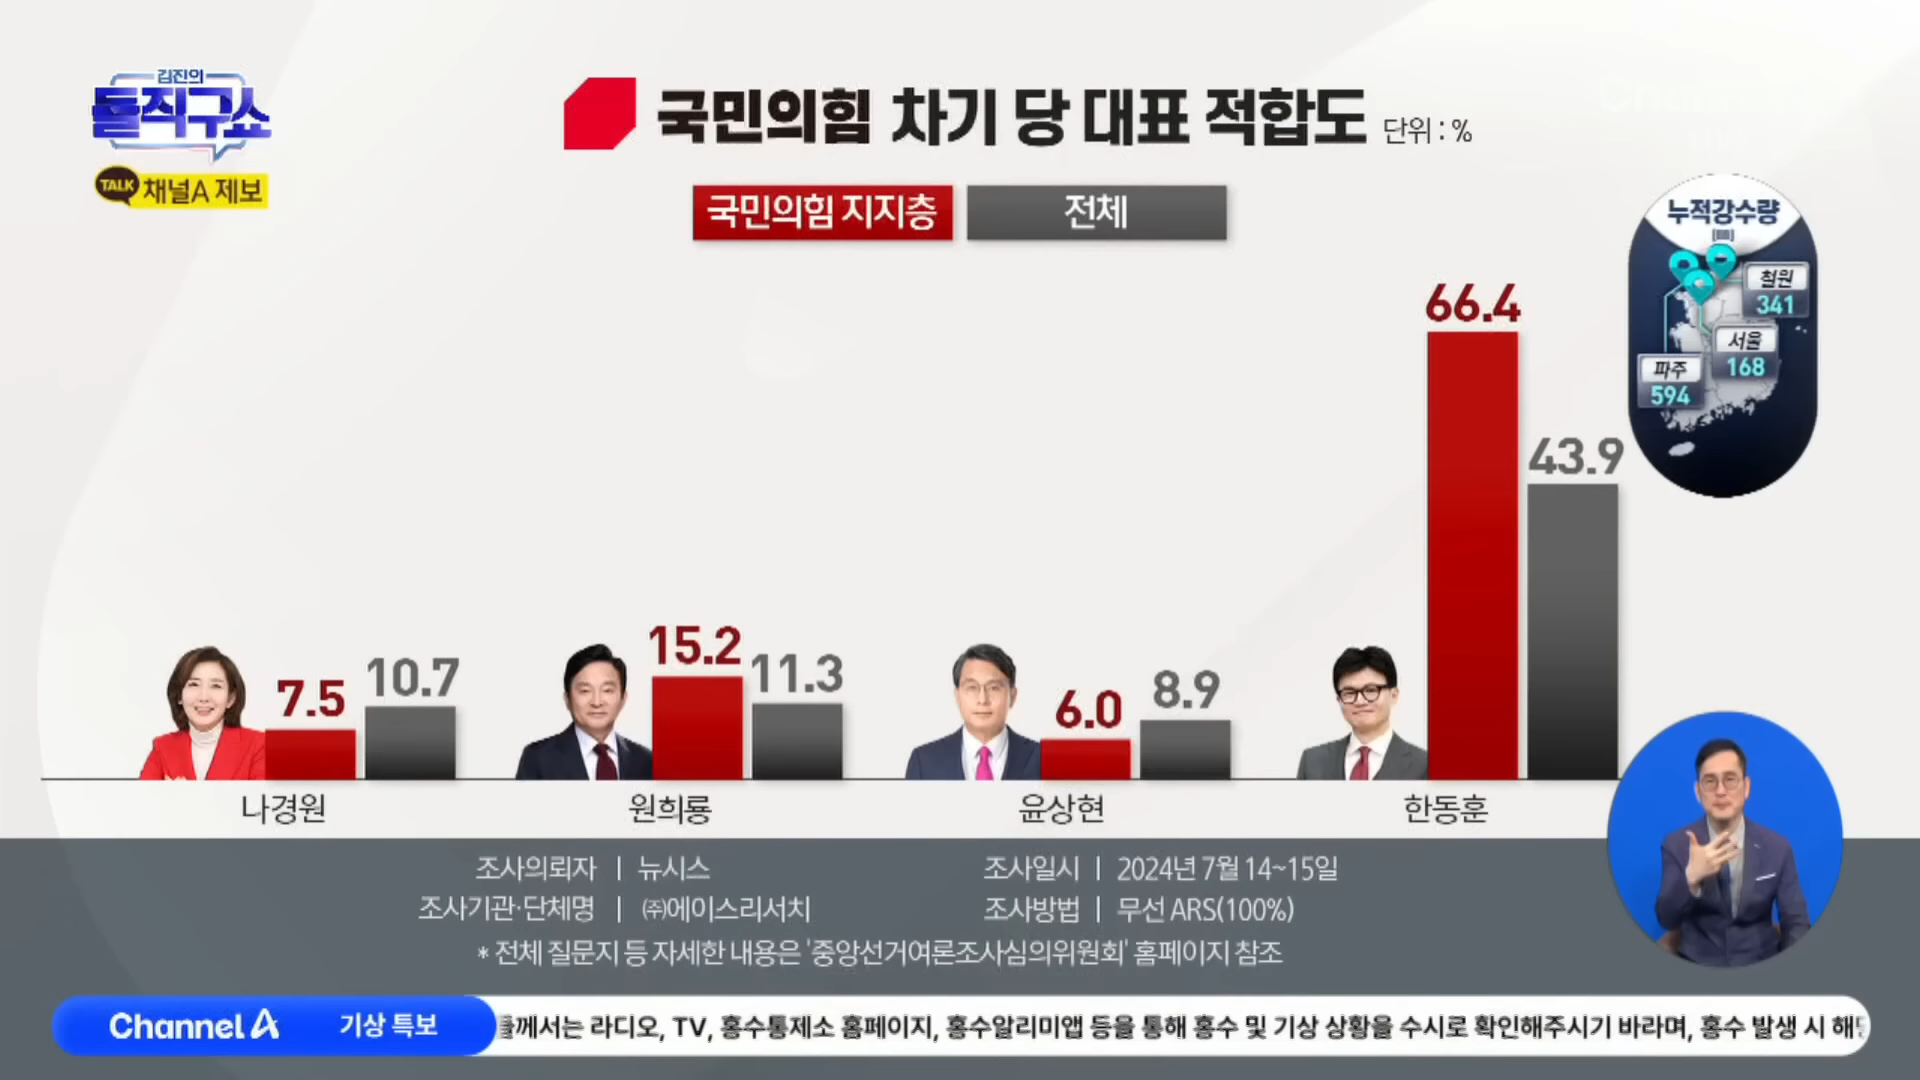 김진의
돌직구쇼
TALK 채널A 제보
국민의힘 차기 당 대표 적합도 단위 : %
국민의힘 지지층 전체
누적강수량
(㎜)
철원
341
서울
168
파주
594
7.5 10.7
15.2 11.3
6.0 8.9
66.4 43.9
나경원 원희룡 윤상현 한동훈
조사의뢰자 | 뉴시스
조사일시 | 2024년 7월 14~15일
조사기관·단체명 | ㈜에이스리서치
조사방법 | 무선 ARS(100%)
* 전체 질문지 등 자세한 내용은 '중앙선거여론조사심의위원회' 홈페이지 참조
Channel A 기상 특보
들께서는 라디오, TV, 홍수통제소 홈페이지, 홍수알리미앱 등을 통해 홍수 및 기상 상황을 수시로 확인해주시기 바라며, 홍수 발생 시 해